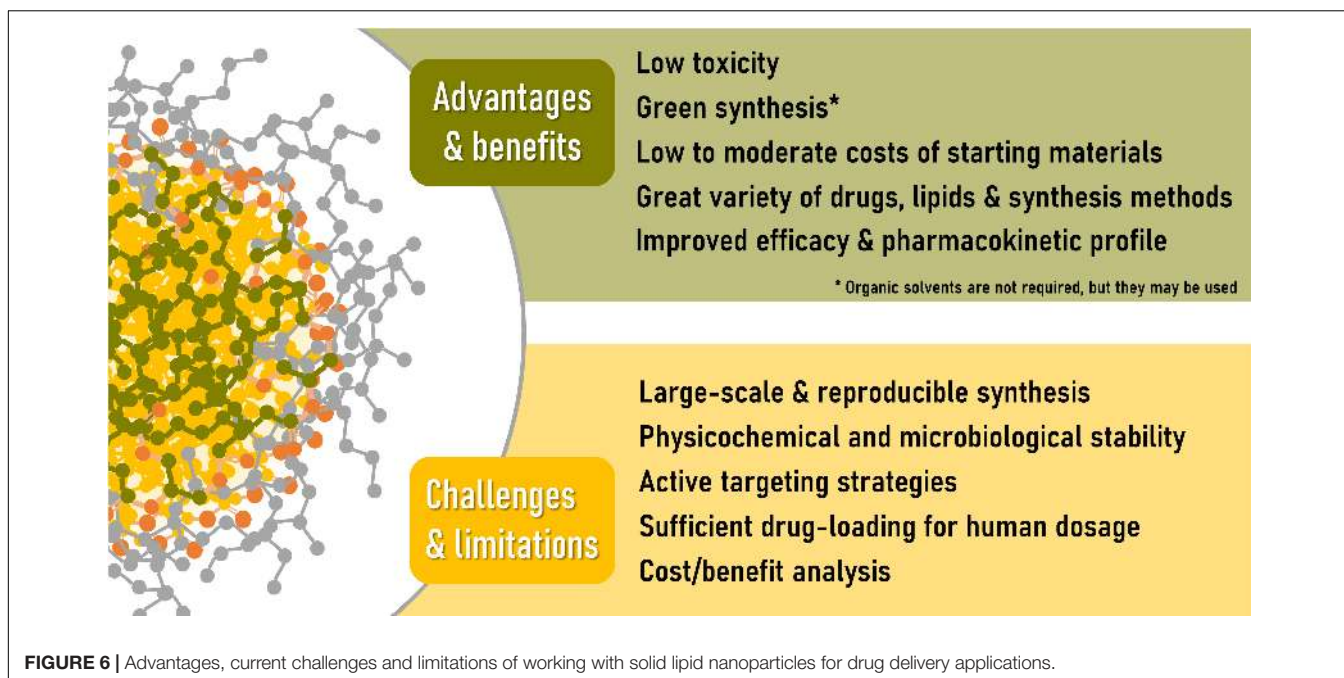 Advantages
& benefits
Low toxicity
Green synthesis*
Low to moderate costs of starting materials
Great variety of drugs, lipids & synthesis methods
Improved efficacy & pharmacokinetic profile
* Organic solvents are not required, but they may be used
Challenges
& limitations
Large-scale & reproducible synthesis
Physicochemical and microbiological stability
Active targeting strategies
Sufficient drug-loading for human dosage
Cost/benefit analysis
FIGURE 6 | Advantages, current challenges and limitations of working with solid lipid nanoparticles for drug delivery applications.